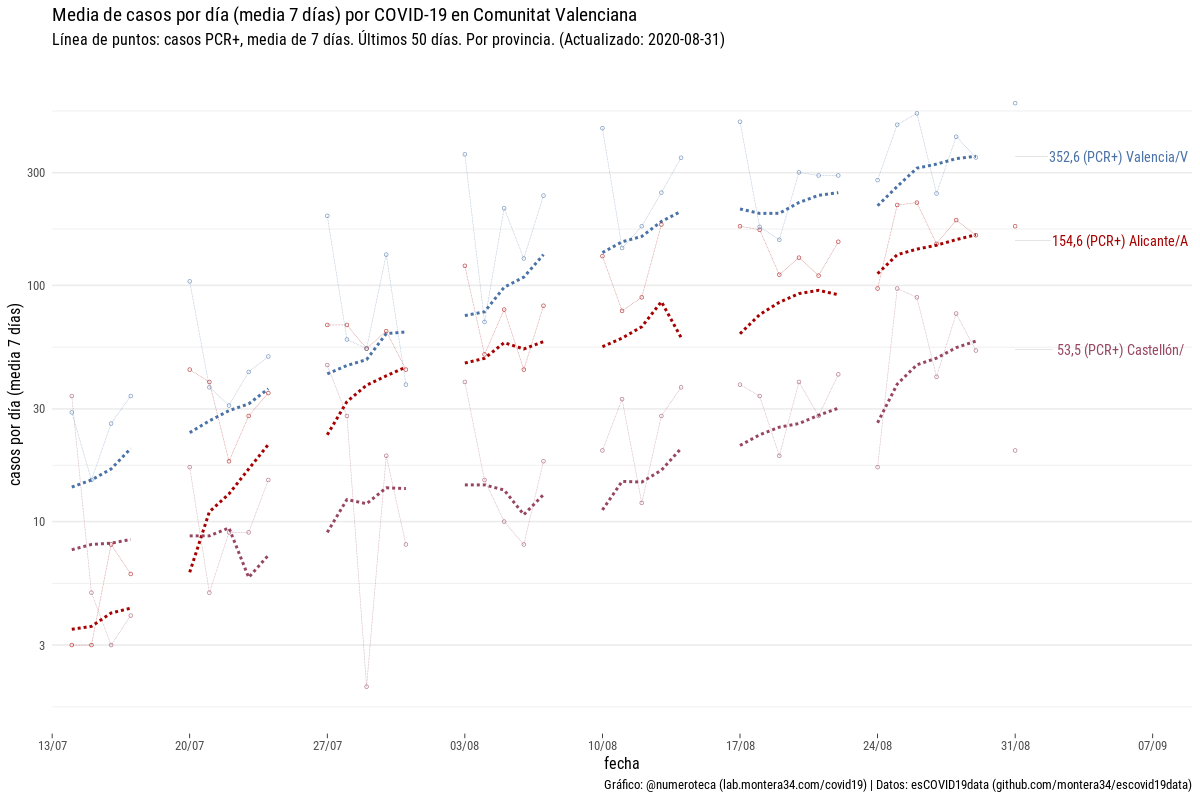 Media de casos por día (media 7 días) por COVID-19 en Comunitat Valenciana
Línea de puntos: casos PCR+, media de 7 días. Últimos 50 días. Por provincia. (Actualizado: 2020-08-31)
casos por día (media 7 días)
300
100
30
10
3
352,6 (PCR+) Valencia/V
154,6 (PCR+) Alicante/A
53,5 (PCR+) Castellón/
13/07 20/07 27/07 03/08 10/08 17/08 24/08 31/08 07/09
fecha
Gráfico: @numeroteca (lab.montera34.com/covid19) | Datos: esCOVID19data (github.com/montera34/escovid19data)